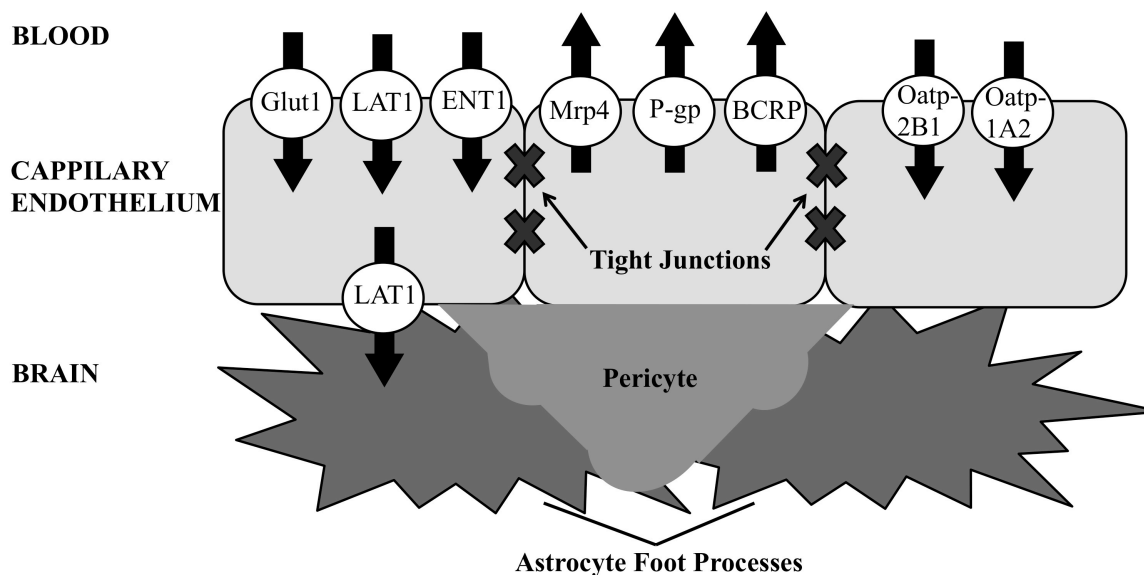 BLOOD
Glut1
LAT1
ENT1
Mrp4
P-gp
BCRP
Oatp-
2B1
Oatp-
1A2
CAPPILARY
ENDOTHELIUM
Tight Junctions
LAT1
BRAIN
Pericyte
Astrocyte Foot Processes